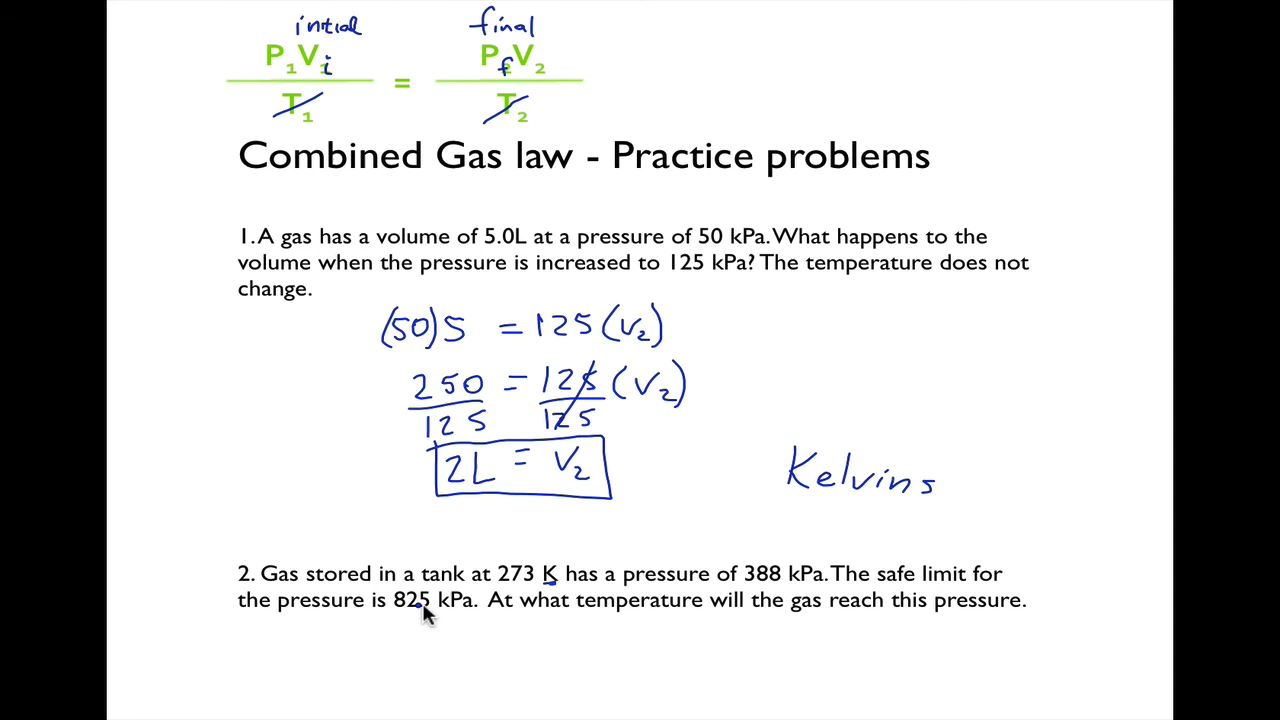 initial final
P₁V₁ i P₂ f V₂
T₁ = T₂
Combined Gas law - Practice problems
1. A gas has a volume of 5.0L at a pressure of 50 kPa. What happens to the
volume when the pressure is increased to 125 kPa? The temperature does not
change.
(50)5 = 125(V₂)
250 = 125(V₂)
125 125
2L = V₂
Kelvins
2. Gas stored in a tank at 273 K has a pressure of 388 kPa. The safe limit for
the pressure is 825 kPa. At what temperature will the gas reach this pressure.